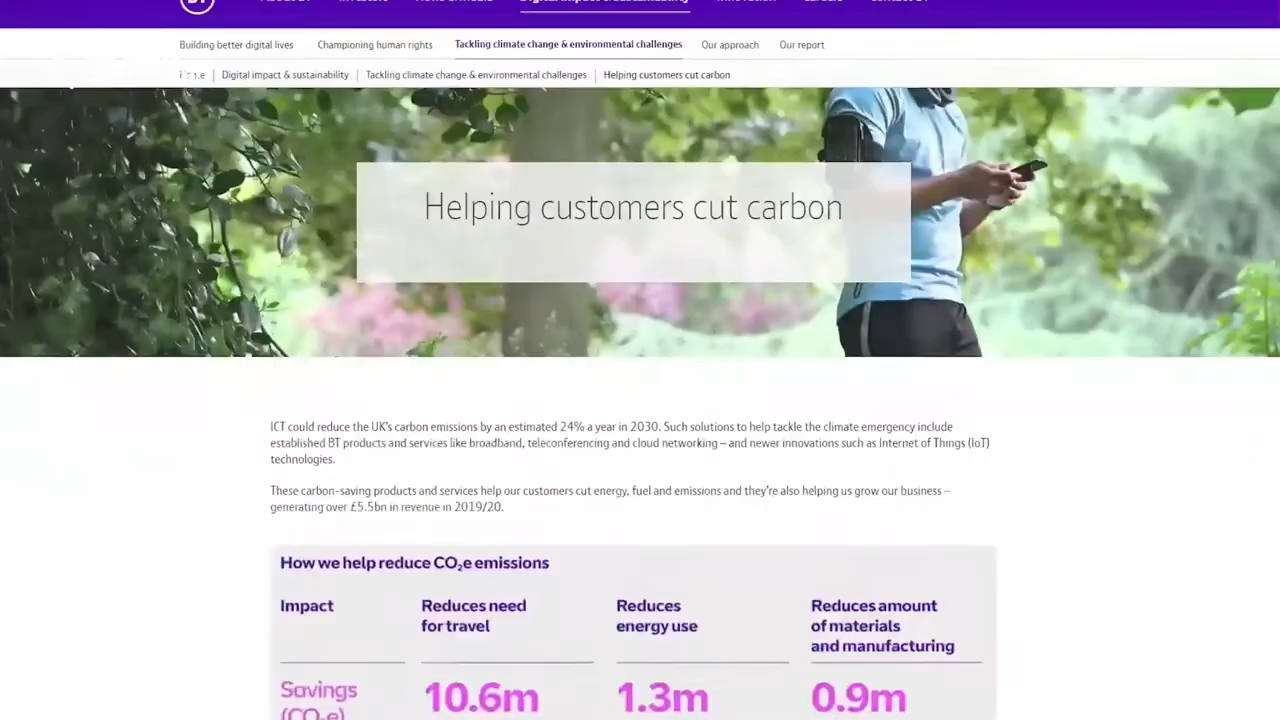 BT
Digital impact & sustainability
Building better digital lives
Championing human rights
Tackling climate change & environmental challenges
Our approach
Our report
Digital impact & sustainability
Tackling climate change & environmental challenges
Helping customers cut carbon
Helping customers cut carbon
ICT could reduce the UK's carbon emissions by an estimated 24% a year in 2030. Such solutions to help tackle the climate emergency include
established BT products and services like broadband, teleconferencing and cloud networking – and newer innovations such as Internet of Things (IoT)
technologies.
These carbon-saving products and services help our customers cut energy, fuel and emissions and they're also helping us grow our business –
generating over £5.5bn in revenue in 2019/20.
How we help reduce CO₂e emissions
Impact
Reduces need
for travel
Reduces
energy use
Reduces amount
of materials
and manufacturing
Savings
(CO₂e)
10.6m
1.3m
0.9m